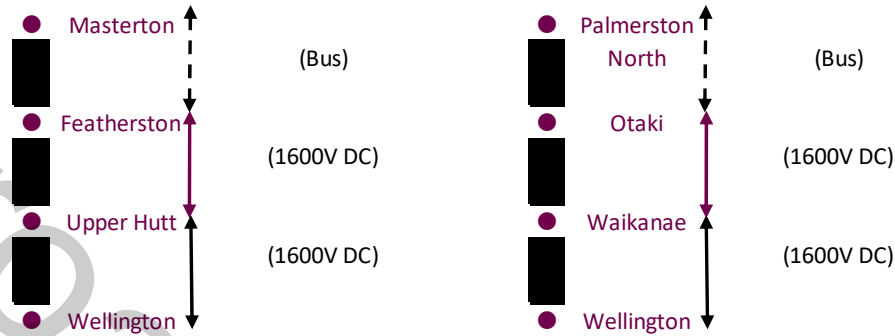 Masterton
(Bus)
Featherston
(1600V DC)
Upper Hutt
(1600V DC)
Wellington
Palmerston
North
(Bus)
Otaki
(1600V DC)
Waikanae
(1600V DC)
Wellington